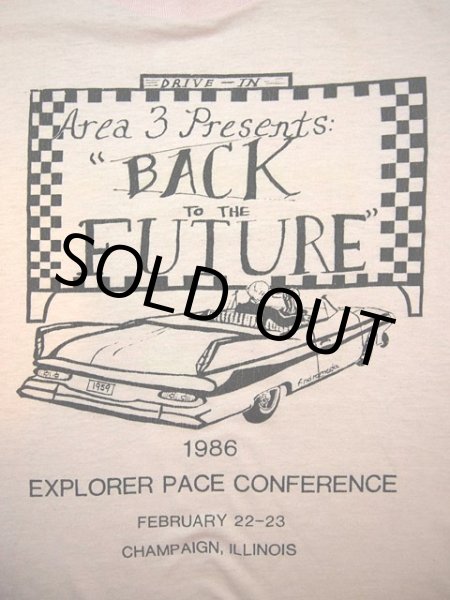 DRIVE-IN
Area 3 Presents:
"BACK
TO THE
FUTURE"
SOLD OUT
1959
1986
EXPLORER PACE CONFERENCE
FEBRUARY 22-23
CHAMPAIGN, ILLINOIS